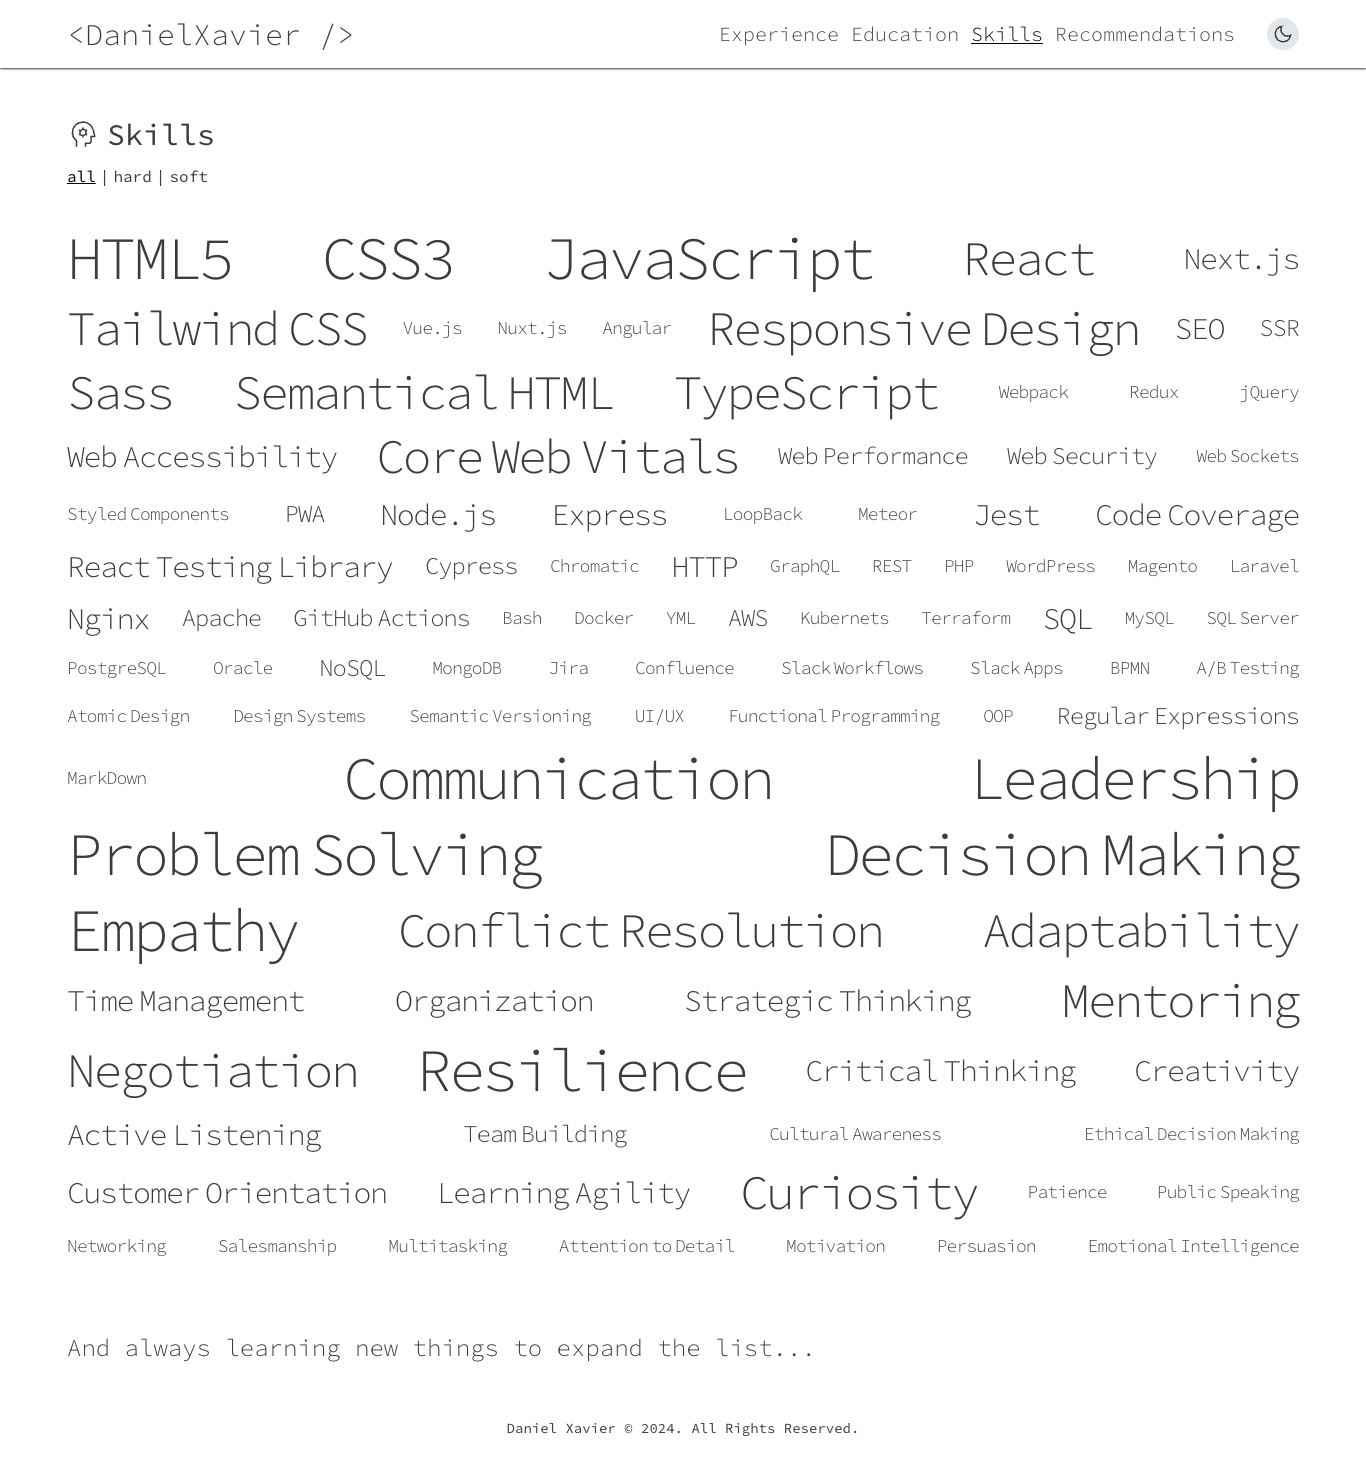 <DanielXavier />
Experience Education Skills Recommendations
Skills
all | hard | soft
HTML5 CSS3 JavaScript React Next.js
Tailwind CSS Vue.js Nuxt.js Angular Responsive Design SEO SSR
Sass Semantical HTML TypeScript Webpack Redux jQuery
Web Accessibility Core Web Vitals Web Performance Web Security Web Sockets
Styled Components PWA Node.js Express LoopBack Meteor Jest Code Coverage
React Testing Library Cypress Chromatic HTTP GraphQL REST PHP WordPress Magento Laravel
Nginx Apache GitHub Actions Bash Docker YML AWS Kubernets Terraform SQL MySQL SQL Server
PostgreSQL Oracle NoSQL MongoDB Jira Confluence Slack Workflows Slack Apps BPMN A/B Testing
Atomic Design Design Systems Semantic Versioning UI/UX Functional Programming OOP Regular Expressions
MarkDown Communication Leadership
Problem Solving Decision Making
Empathy Conflict Resolution Adaptability
Time Management Organization Strategic Thinking Mentoring
Negotiation Resilience Critical Thinking Creativity
Active Listening Team Building Cultural Awareness Ethical Decision Making
Customer Orientation Learning Agility Curiosity Patience Public Speaking
Networking Salesmanship Multitasking Attention to Detail Motivation Persuasion Emotional Intelligence
And always learning new things to expand the list...
Daniel Xavier © 2024. All Rights Reserved.